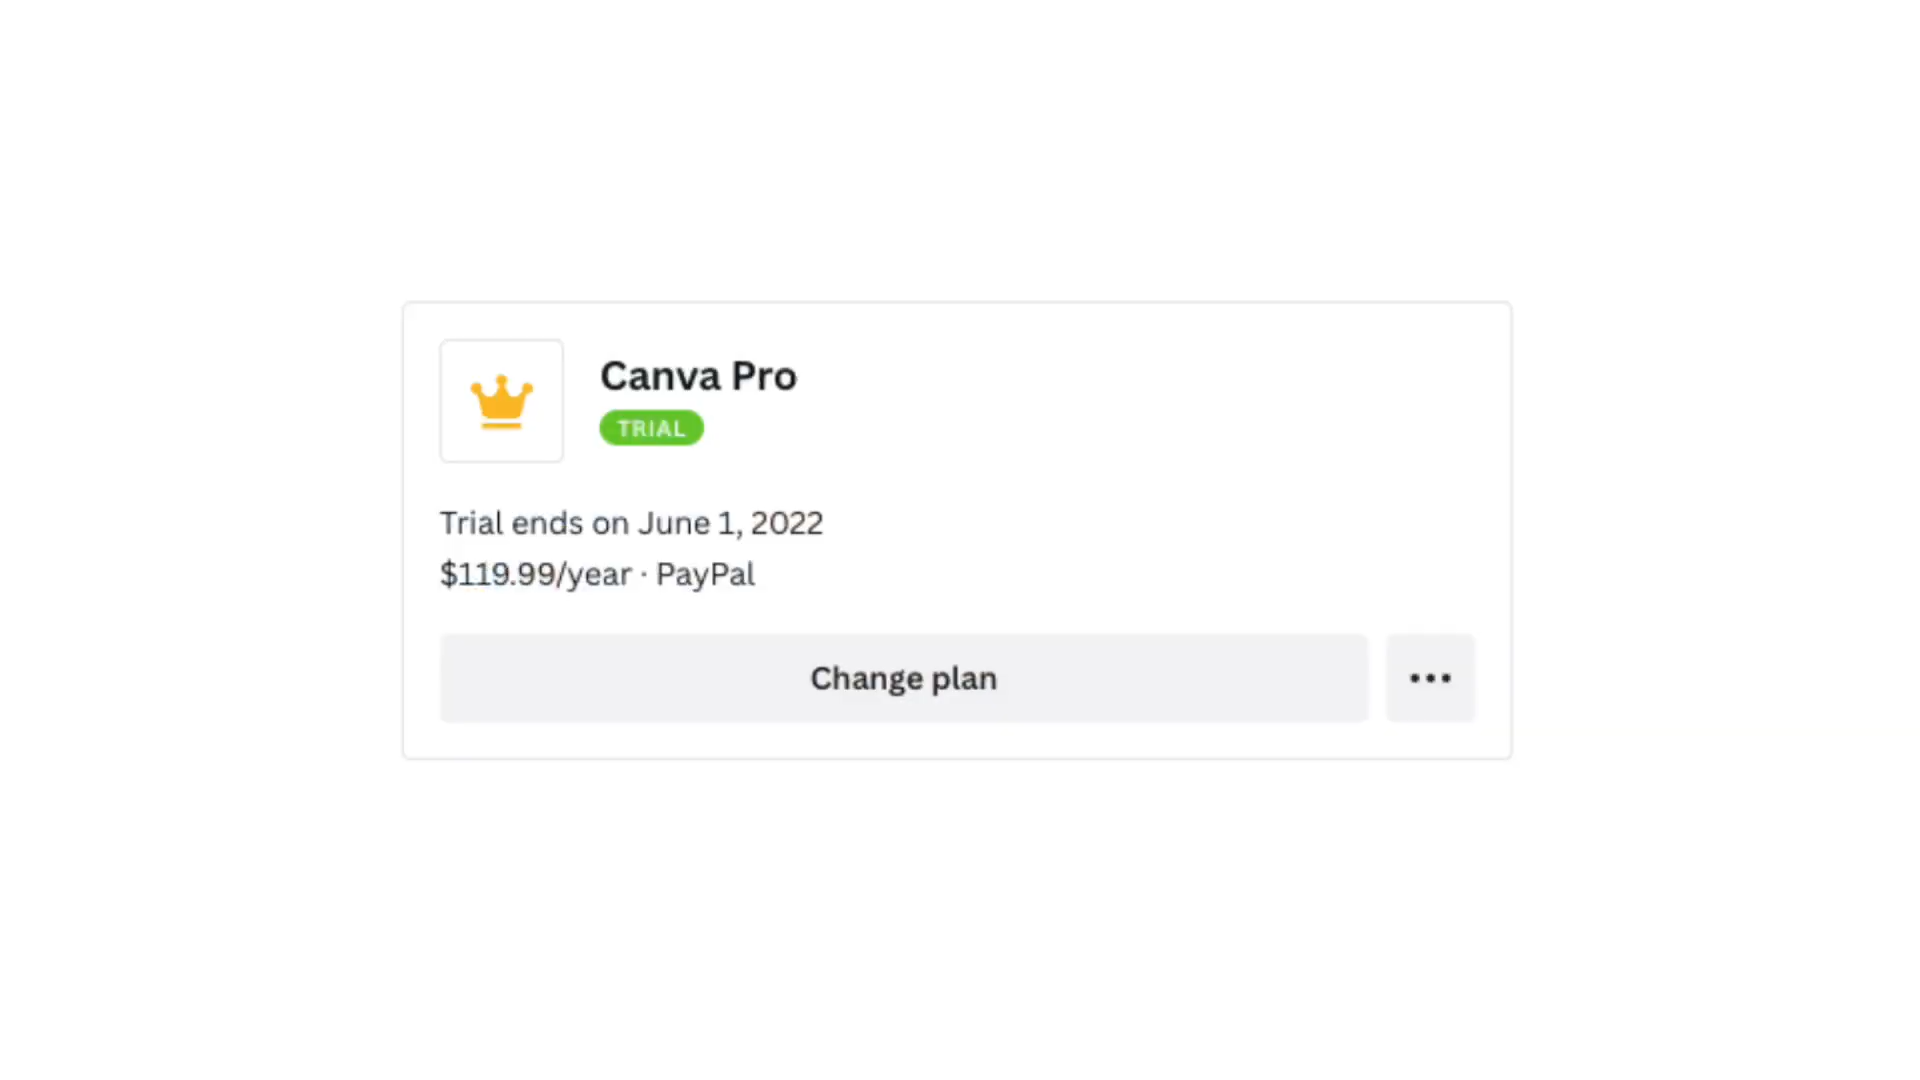 Canva Pro
TRIAL
Trial ends on June 1, 2022
$119.99/year · PayPal
Change plan